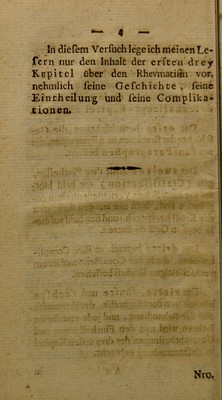 — 4 —
In dieſem Verſuch lege ich meinen Le-
ſern nur den Inhalt der erſten drey
Kapitel über den Rhevmatiſm vor,
nehmlich ſeine Geſchichte, ſeine
Eintheilung und ſeine Complika-
tionen.
Nro.